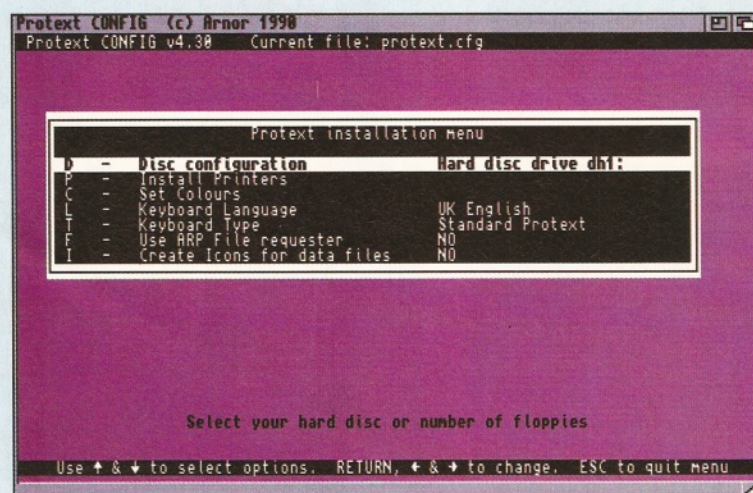 Protext CONFIG (c) Arnor 1990
Protext CONFIG v4.30 Current file: protext.cfg
Protext installation menu
D - Disc configuration Hard disc drive dh1:
P - Install Printers
C - Set Colours
L - Keyboard Language UK English
T - Keyboard Type Standard Protext
F - Use ARP File requester NO
I - Create Icons for data files NO
Select your hard disc or number of floppies
Use ↑ & ↓ to select options. RETURN, ← & → to change. ESC to quit menu